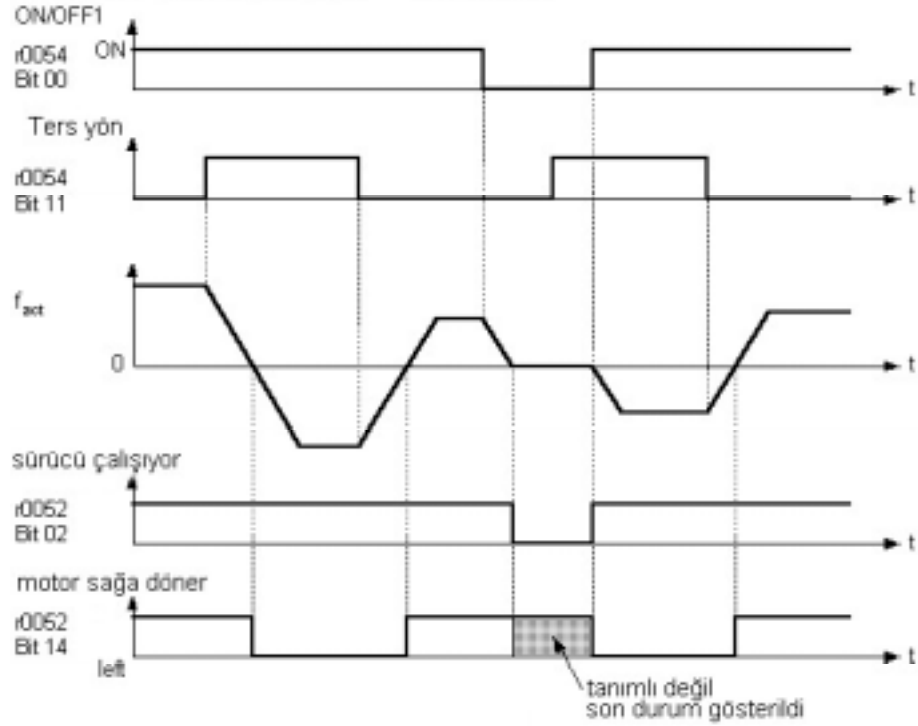 ON/OFF1
r0054 ON
Bit 00
t
Ters yön
r0054
Bit 11
t
fact
0
t
sürücü çalışıyor
r0052
Bit 02
t
motor sağa döner
r0052
Bit 14
left
t
tanımlı değil
son durum gösterildi